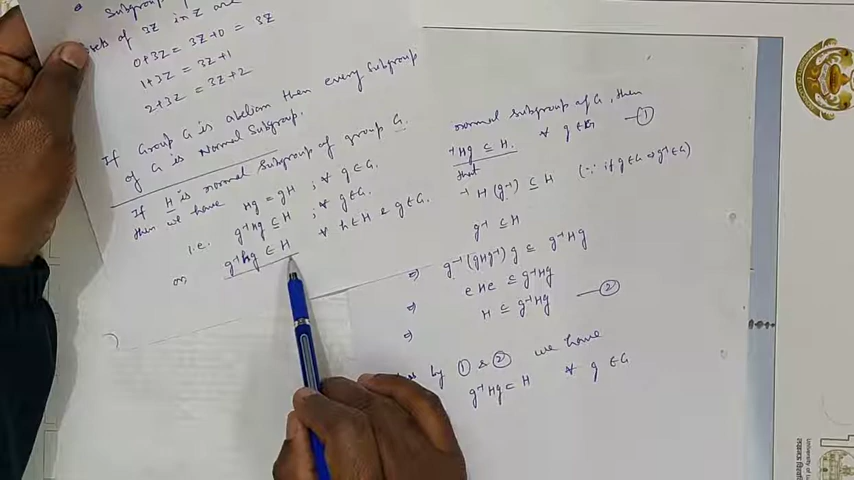 Subgroup
of 3Z in Z are
0+3Z = 3Z+0 = 3Z
1+3Z = 3Z+1
2+3Z = 3Z+2
If Group G is abelian then every Subgroup
of G is Normal Subgroup.
If H is normal Subgroup of group G.
then we have
Hg = gH ; ∀ g ∈ G.
i.e. g⁻¹Hg ⊆ H ; ∀ g ∈ G.
or g⁻¹hg ∈ H ∀ h ∈ H & g ∈ G.
normal subgroup of G, then
⁻¹Hg ⊆ H. ∀ g ∈ G —①
that
⁻¹ H (g⁻¹) ⊆ H (∵ if g ∈ G ⇒ g⁻¹ ∈ G)
g⁻¹ ⊆ H
⇒ g⁻¹(gHg⁻¹)g ⊆ g⁻¹Hg
⇒ eHe ⊆ g⁻¹Hg
⇒ H ⊆ g⁻¹Hg —②
by ① & ② we have
g⁻¹Hg = H ∀ g ∈ G